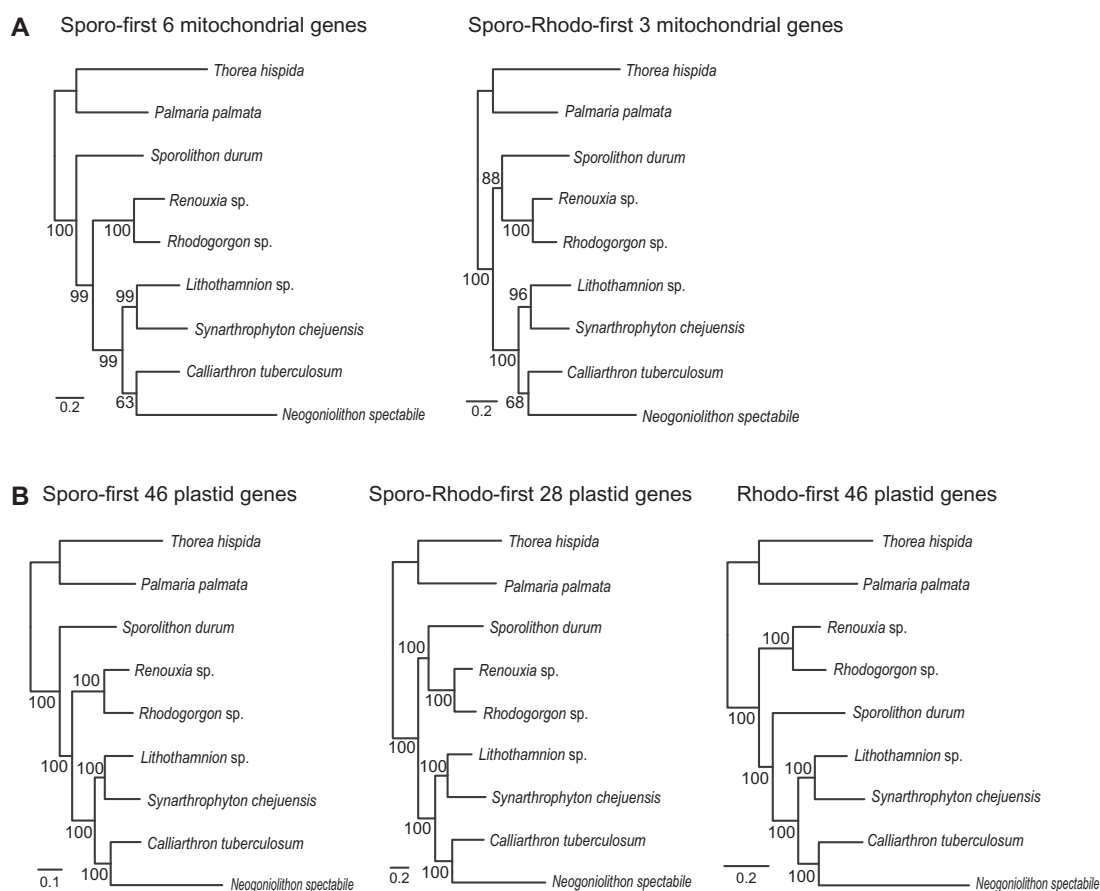 A Sporo-first 6 mitochondrial genes
Thorea hispida
Palmaria palmata
Sporolithon durum
Renouxia sp.
100
100
Rhodogorgon sp.
Lithothamnion sp.
99
99
Synarthrophyton chejuensis
99
Calliarthron tuberculosum
63
0.2
Neogoniolithon spectabile
Sporo-Rhodo-first 3 mitochondrial genes
Thorea hispida
Palmaria palmata
Sporolithon durum
88
Renouxia sp.
100
Rhodogorgon sp.
100
Lithothamnion sp.
96
Synarthrophyton chejuensis
100
Calliarthron tuberculosum
68
0.2
Neogoniolithon spectabile
B Sporo-first 46 plastid genes
Thorea hispida
Palmaria palmata
Sporolithon durum
Renouxia sp.
100
100
Rhodogorgon sp.
Lithothamnion sp.
100
100
Synarthrophyton chejuensis
100
Calliarthron tuberculosum
100
0.1
Neogoniolithon spectabile
Sporo-Rhodo-first 28 plastid genes
Thorea hispida
Palmaria palmata
Sporolithon durum
100
Renouxia sp.
100
Rhodogorgon sp.
100
Lithothamnion sp.
100
Synarthrophyton chejuensis
100
Calliarthron tuberculosum
100
0.2
Neogoniolithon spectabile
Rhodo-first 46 plastid genes
Thorea hispida
Palmaria palmata
Renouxia sp.
100
Rhodogorgon sp.
100
Sporolithon durum
Lithothamnion sp.
100
100
Synarthrophyton chejuensis
100
Calliarthron tuberculosum
100
0.2
Neogoniolithon spectabile